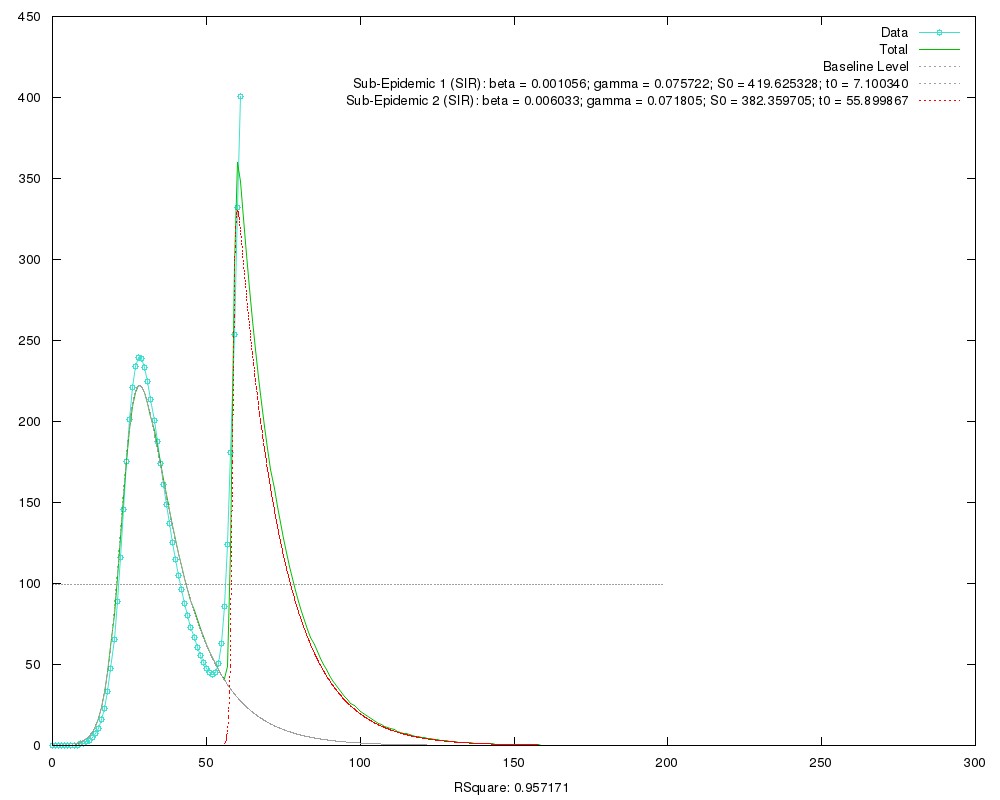 450
400
350
300
250
200
150
100
50
0
0 50 100 150 200 250 300
Data
Total
Baseline Level
Sub-Epidemic 1 (SIR): beta = 0.001056; gamma = 0.075722; S0 = 419.625328; t0 = 7.100340
Sub-Epidemic 2 (SIR): beta = 0.006033; gamma = 0.071805; S0 = 382.359705; t0 = 55.899867
RSquare: 0.957171